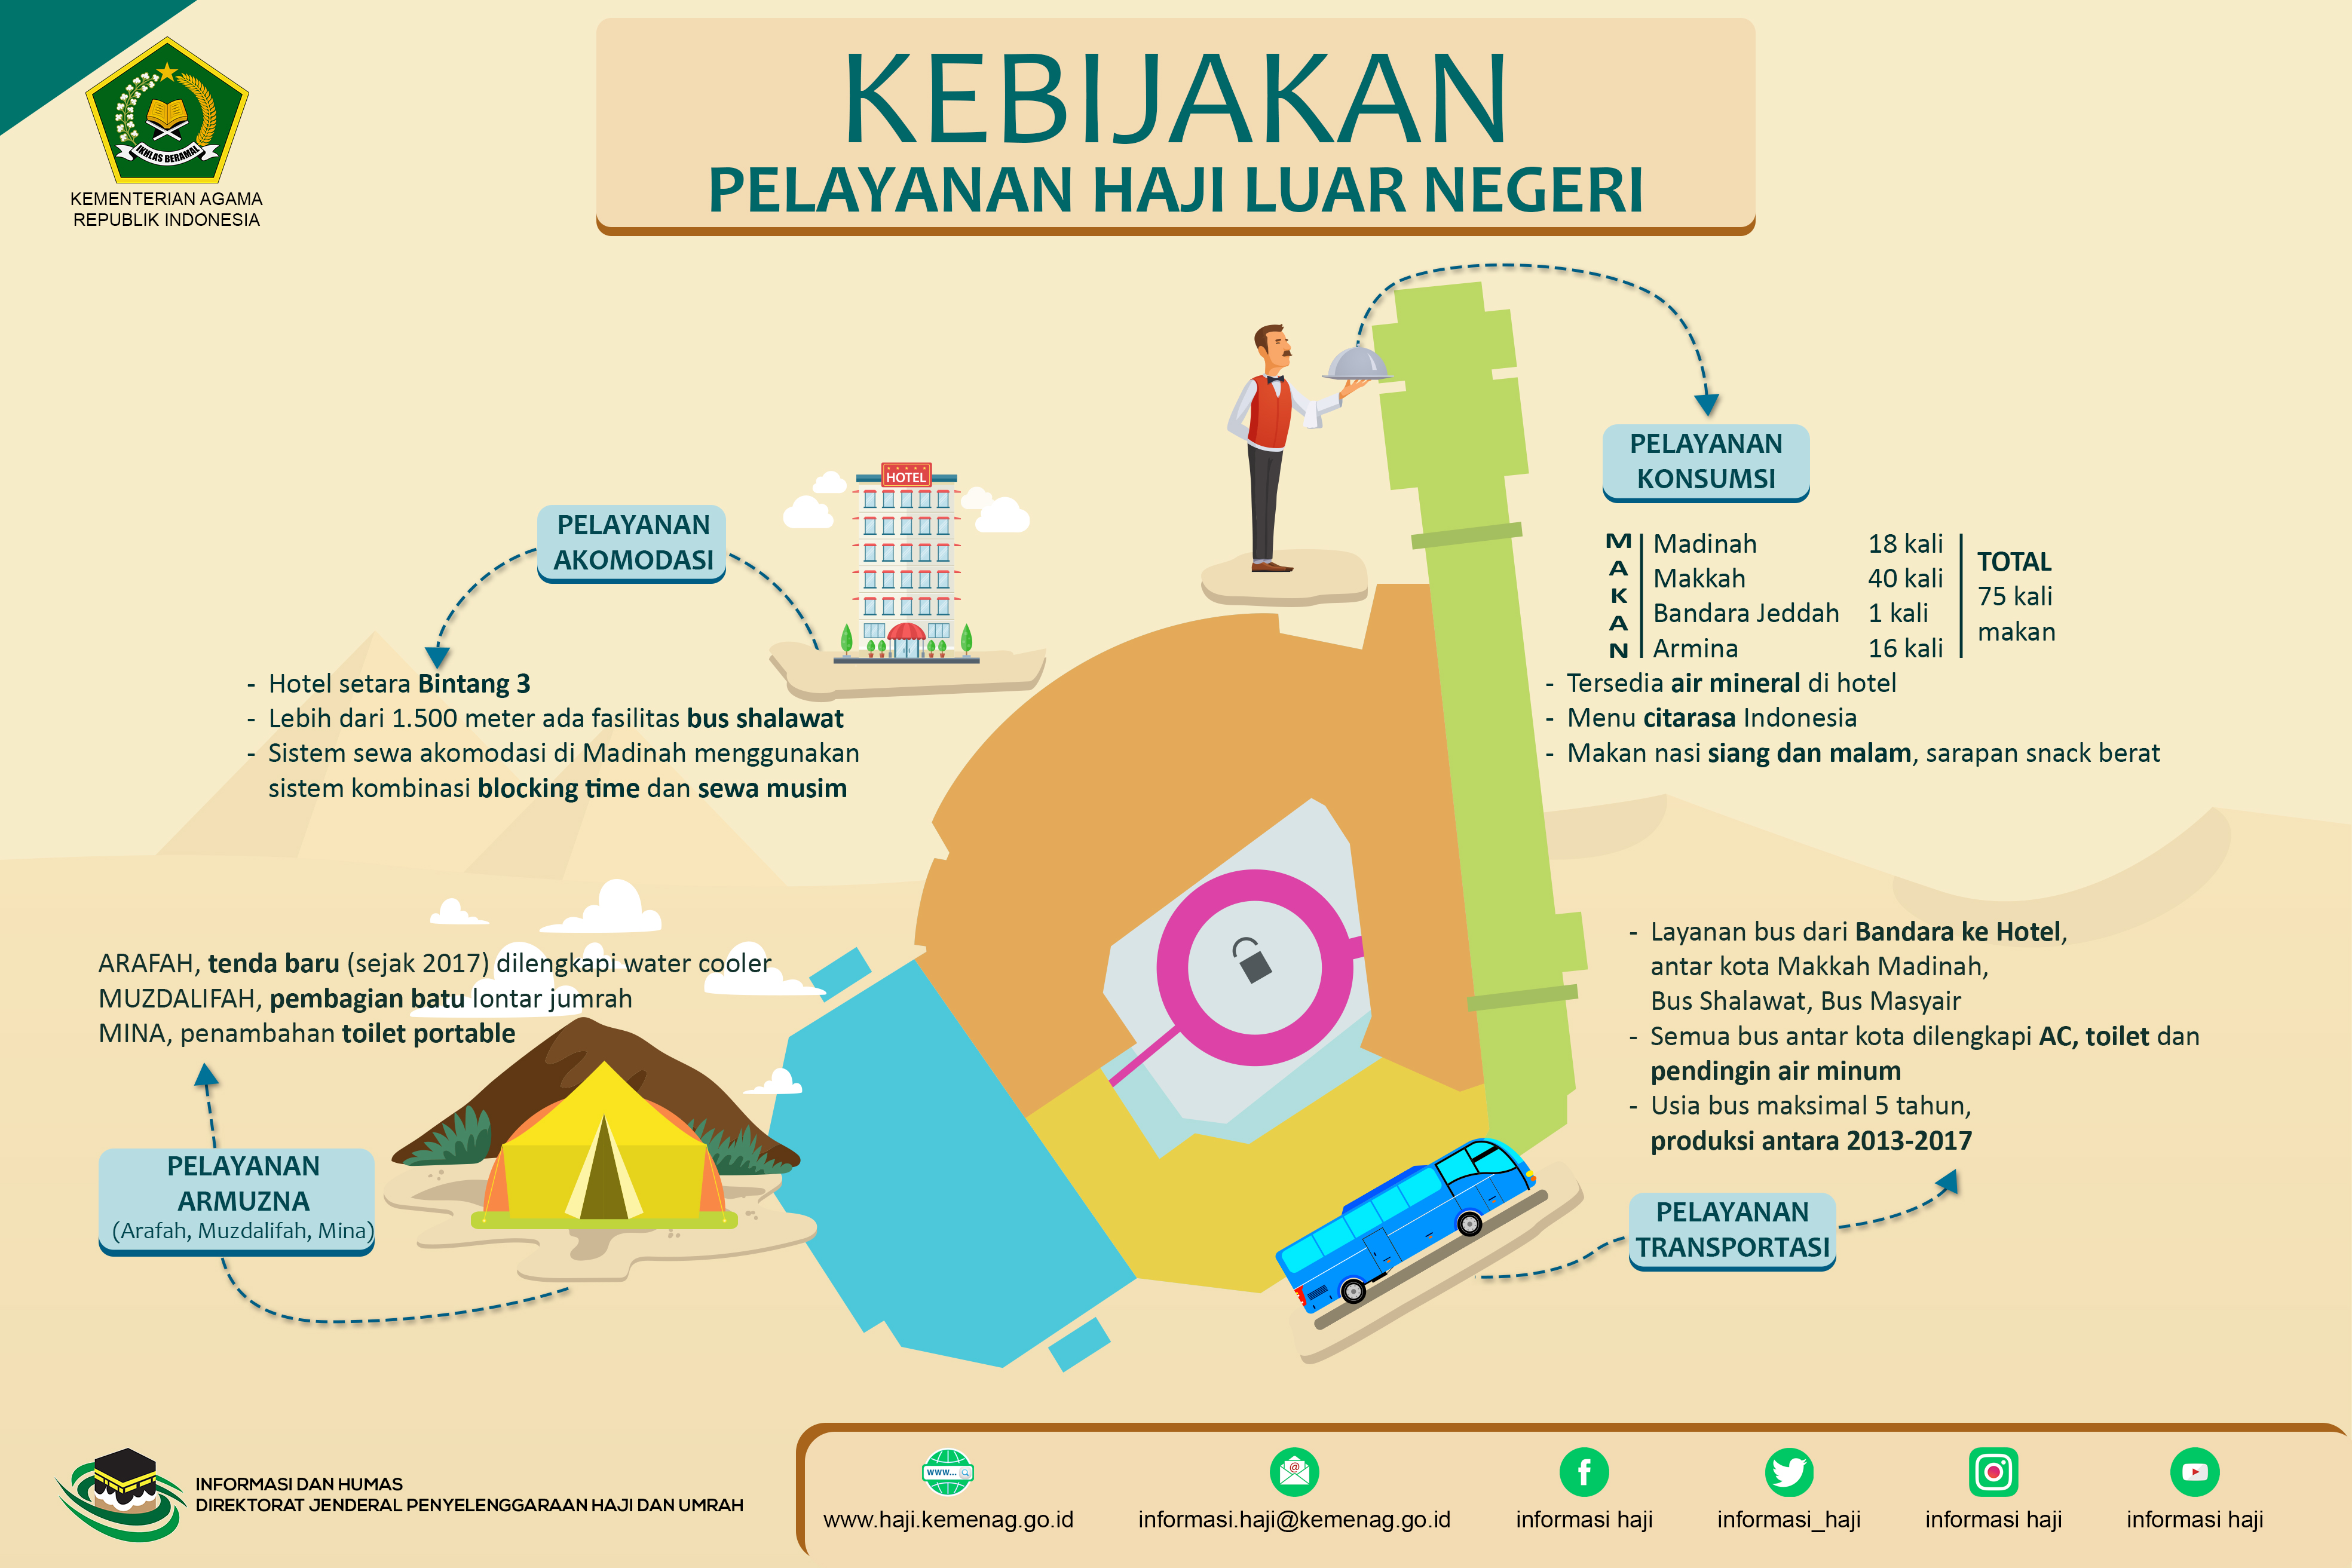 IKHLAS BERAMAL
KEMENTERIAN AGAMA
REPUBLIK INDONESIA
KEBIJAKAN
PELAYANAN HAJI LUAR NEGERI
HOTEL
PELAYANAN
AKOMODASI
- Hotel setara Bintang 3
- Lebih dari 1.500 meter ada fasilitas bus shalawat
- Sistem sewa akomodasi di Madinah menggunakan
sistem kombinasi blocking time dan sewa musim
PELAYANAN
KONSUMSI
MAKAN
Madinah 18 kali
Makkah 40 kali
Bandara Jeddah 1 kali
Armina 16 kali
TOTAL
75 kali
makan
- Tersedia air mineral di hotel
- Menu citarasa Indonesia
- Makan nasi siang dan malam, sarapan snack berat
ARAFAH, tenda baru (sejak 2017) dilengkapi water cooler
MUZDALIFAH, pembagian batu lontar jumrah
MINA, penambahan toilet portable
PELAYANAN
ARMUZNA
(Arafah, Muzdalifah, Mina)
- Layanan bus dari Bandara ke Hotel,
antar kota Makkah Madinah,
Bus Shalawat, Bus Masyair
- Semua bus antar kota dilengkapi AC, toilet dan
pendingin air minum
- Usia bus maksimal 5 tahun,
produksi antara 2013-2017
PELAYANAN
TRANSPORTASI
INFORMASI DAN HUMAS
DIREKTORAT JENDERAL PENYELENGGARAAN HAJI DAN UMRAH
www...
www.haji.kemenag.go.id
informasi.haji@kemenag.go.id
informasi haji
informasi_haji
informasi haji
informasi haji